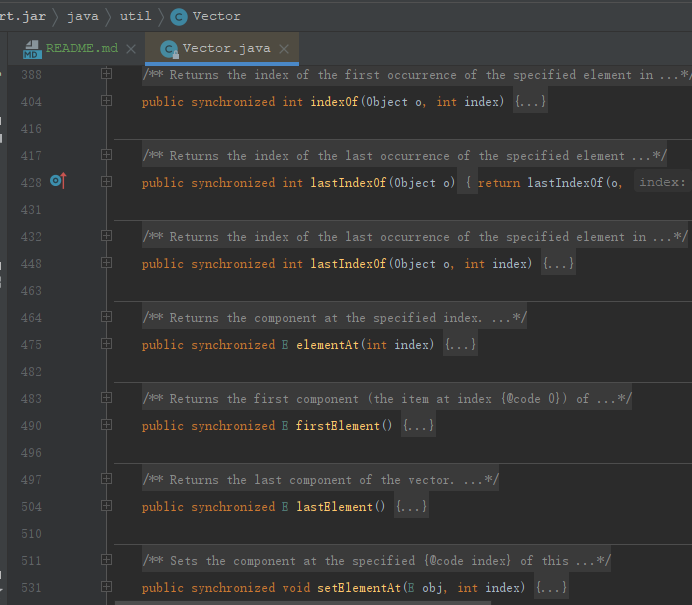 rt.jar java util C Vector
MD README.md C Vector.java
388 /** Returns the index of the first occurrence of the specified element in ...*/
404 public synchronized int indexOf(Object o, int index) {...}
416
417 /** Returns the index of the last occurrence of the specified element ...*/
428 public synchronized int lastIndexOf(Object o) { return lastIndexOf(o, index:
431
432 /** Returns the index of the last occurrence of the specified element in ...*/
448 public synchronized int lastIndexOf(Object o, int index) {...}
463
464 /** Returns the component at the specified index. ...*/
475 public synchronized E elementAt(int index) {...}
482
483 /** Returns the first component (the item at index {@code 0}) of ...*/
490 public synchronized E firstElement() {...}
496
497 /** Returns the last component of the vector. ...*/
504 public synchronized E lastElement() {...}
510
511 /** Sets the component at the specified {@code index} of this ...*/
531 public synchronized void setElementAt(E obj, int index) {...}